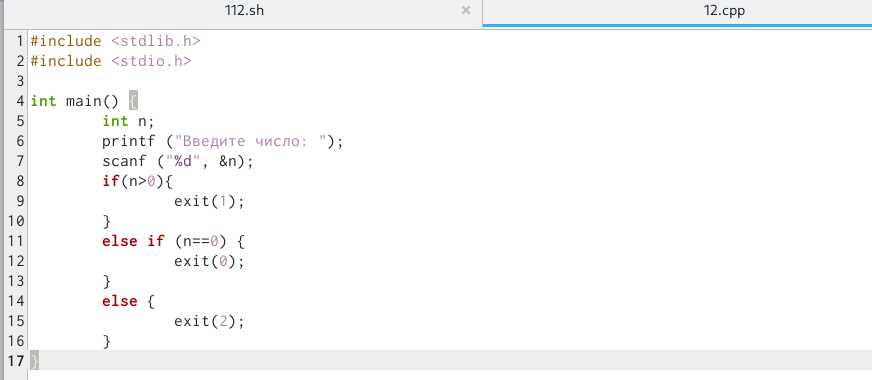 112.sh × 12.cpp
1 #include <stdlib.h>
2 #include <stdio.h>
3
4 int main() {
5 int n;
6 printf ("Введите число: ");
7 scanf ("%d", &n);
8 if(n>0){
9 exit(1);
10 }
11 else if (n==0) {
12 exit(0);
13 }
14 else {
15 exit(2);
16 }
17 }